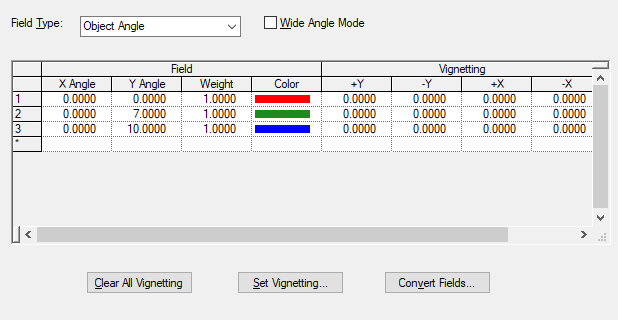 Field Type: Object Angle Wide Angle Mode
Field Vignetting
X Angle Y Angle Weight Color +Y -Y +X -X
1 0.0000 0.0000 1.0000 0.0000 0.0000 0.0000 0.0000
2 0.0000 7.0000 1.0000 0.0000 0.0000 0.0000 0.0000
3 0.0000 10.0000 1.0000 0.0000 0.0000 0.0000 0.0000
*
Clear All Vignetting Set Vignetting... Convert Fields...